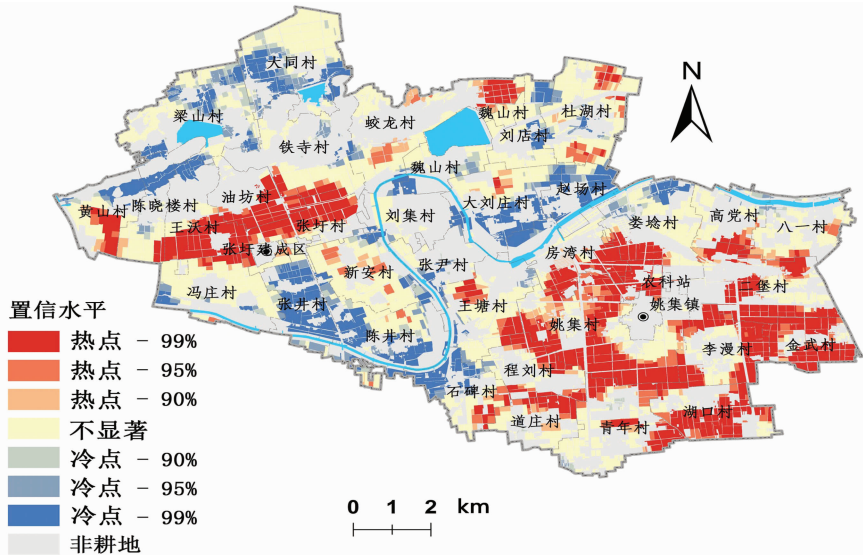 N
大同村
梁山村
铁寺村
蛟龙村
魏山村
杜湖村
刘店村
魏山村
陈晓楼村
油坊村
黄山村
王沃村
张圩村
张圩建成区
刘集村
大刘庄村
赵场村
娄埝村
高党村
八一村
冯庄村
张井村
新安村
张尹村
房湾村
农科站
二堡村
王塘村
姚集村
姚集镇
陈井村
李漫村
金武村
程刘村
石碑村
道庄村
青年村
湖口村
置信水平
热点 - 99%
热点 - 95%
热点 - 90%
不显著
冷点 - 90%
冷点 - 95%
冷点 - 99%
非耕地
0 1 2 km